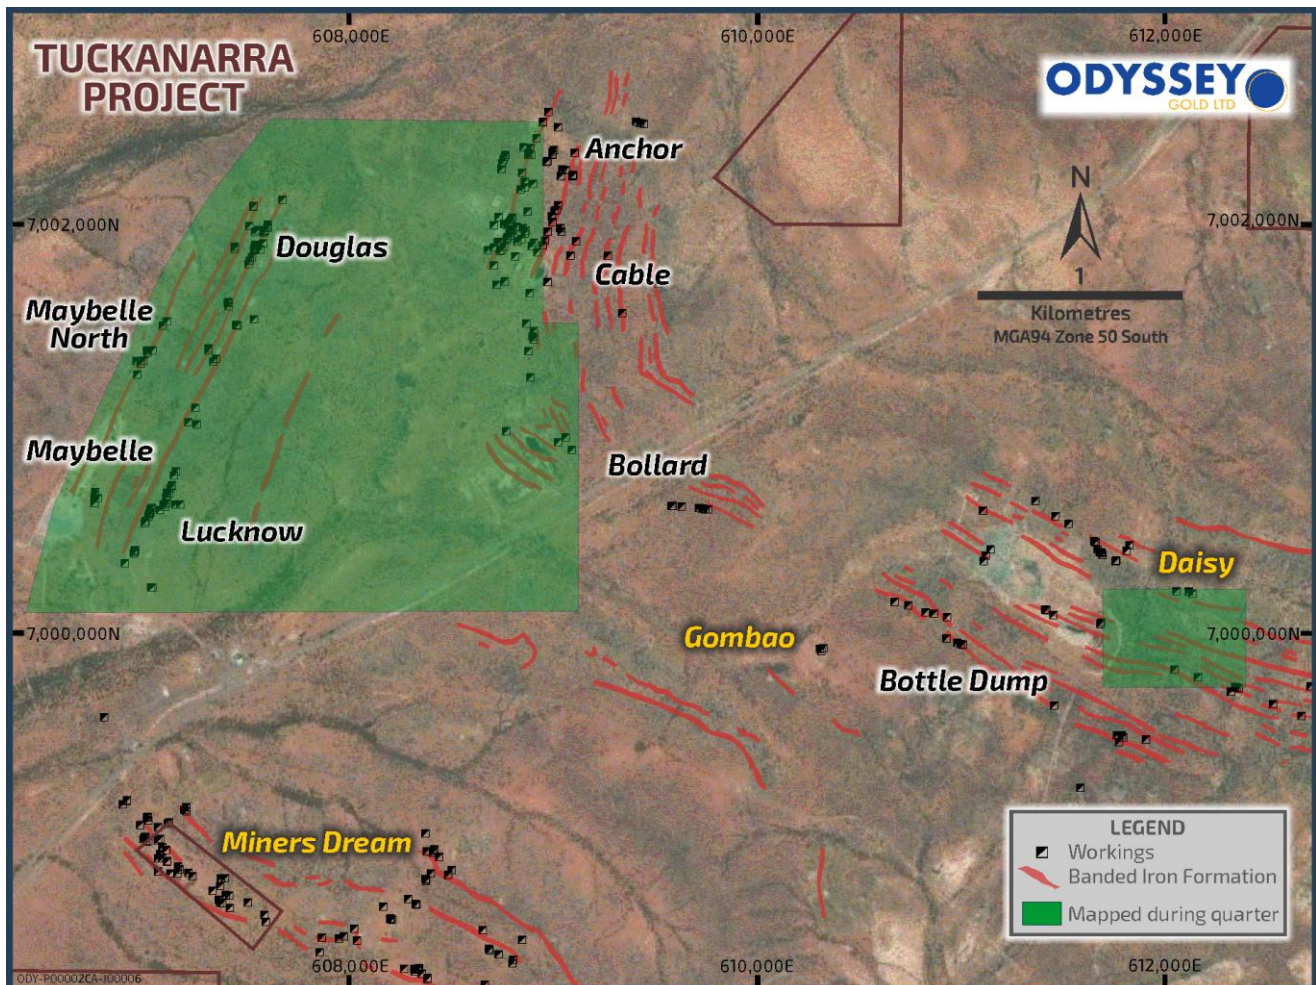 608,000E
610,000E
612,000E
TUCKANARRA
PROJECT
ODYSSEY
GOLD LTD
Anchor
N
7,002,000N
7,002,000N
Douglas
Cable
1
Kilometres
MGA94 Zone 50 South
Maybelle
North
Maybelle
Bollard
Lucknow
Daisy
7,000,000N
Gombao
7,000,000N
Bottle Dump
Miners Dream
LEGEND
Workings
Banded Iron Formation
Mapped during quarter
608,000E
610,000E
612,000E
ODY-P00002CA-J00006